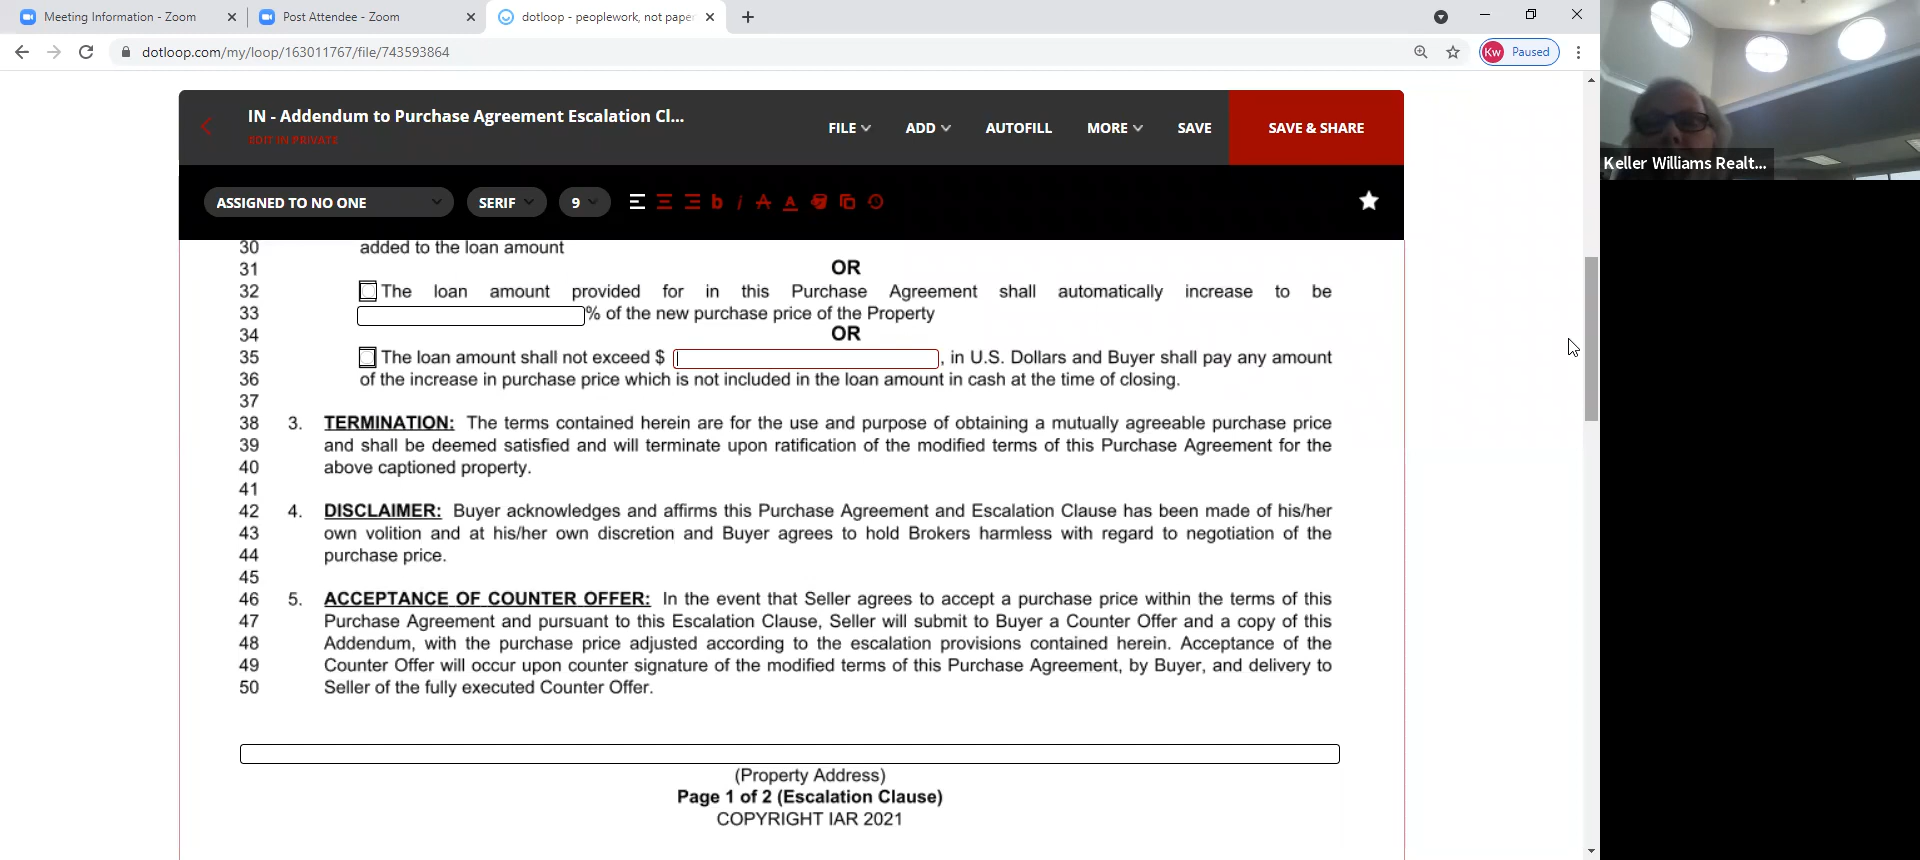 Meeting Information - Zoom
Post Attendee - Zoom
dotloop - peoplework, not paper
dotloop.com/my/loop/163011767/file/743593864
Kw Paused
IN - Addendum to Purchase Agreement Escalation Cl...
EDIT IN PRIVATE
FILE ADD AUTOFILL MORE SAVE SAVE & SHARE
Keller Williams Realt...
ASSIGNED TO NO ONE SERIF 9 b i A A
30 added to the loan amount
31 OR
32 The loan amount provided for in this Purchase Agreement shall automatically increase to be
33 % of the new purchase price of the Property
34 OR
35 The loan amount shall not exceed $ , in U.S. Dollars and Buyer shall pay any amount
36 of the increase in purchase price which is not included in the loan amount in cash at the time of closing.
37
38 3. TERMINATION: The terms contained herein are for the use and purpose of obtaining a mutually agreeable purchase price
39 and shall be deemed satisfied and will terminate upon ratification of the modified terms of this Purchase Agreement for the
40 above captioned property.
41
42 4. DISCLAIMER: Buyer acknowledges and affirms this Purchase Agreement and Escalation Clause has been made of his/her
43 own volition and at his/her own discretion and Buyer agrees to hold Brokers harmless with regard to negotiation of the
44 purchase price.
45
46 5. ACCEPTANCE OF COUNTER OFFER: In the event that Seller agrees to accept a purchase price within the terms of this
47 Purchase Agreement and pursuant to this Escalation Clause, Seller will submit to Buyer a Counter Offer and a copy of this
48 Addendum, with the purchase price adjusted according to the escalation provisions contained herein. Acceptance of the
49 Counter Offer will occur upon counter signature of the modified terms of this Purchase Agreement, by Buyer, and delivery to
50 Seller of the fully executed Counter Offer.
(Property Address)
Page 1 of 2 (Escalation Clause)
COPYRIGHT IAR 2021